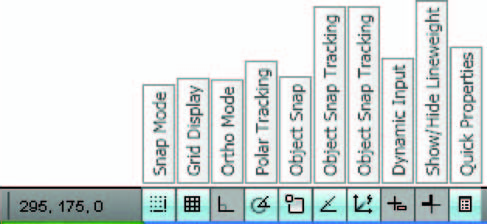 Snap Mode
Grid Display
Ortho Mode
Polar Tracking
Object Snap
Object Snap Tracking
Object Snap Tracking
Dynamic Input
Show/Hide Lineweight
Quick Properties
295, 175, 0